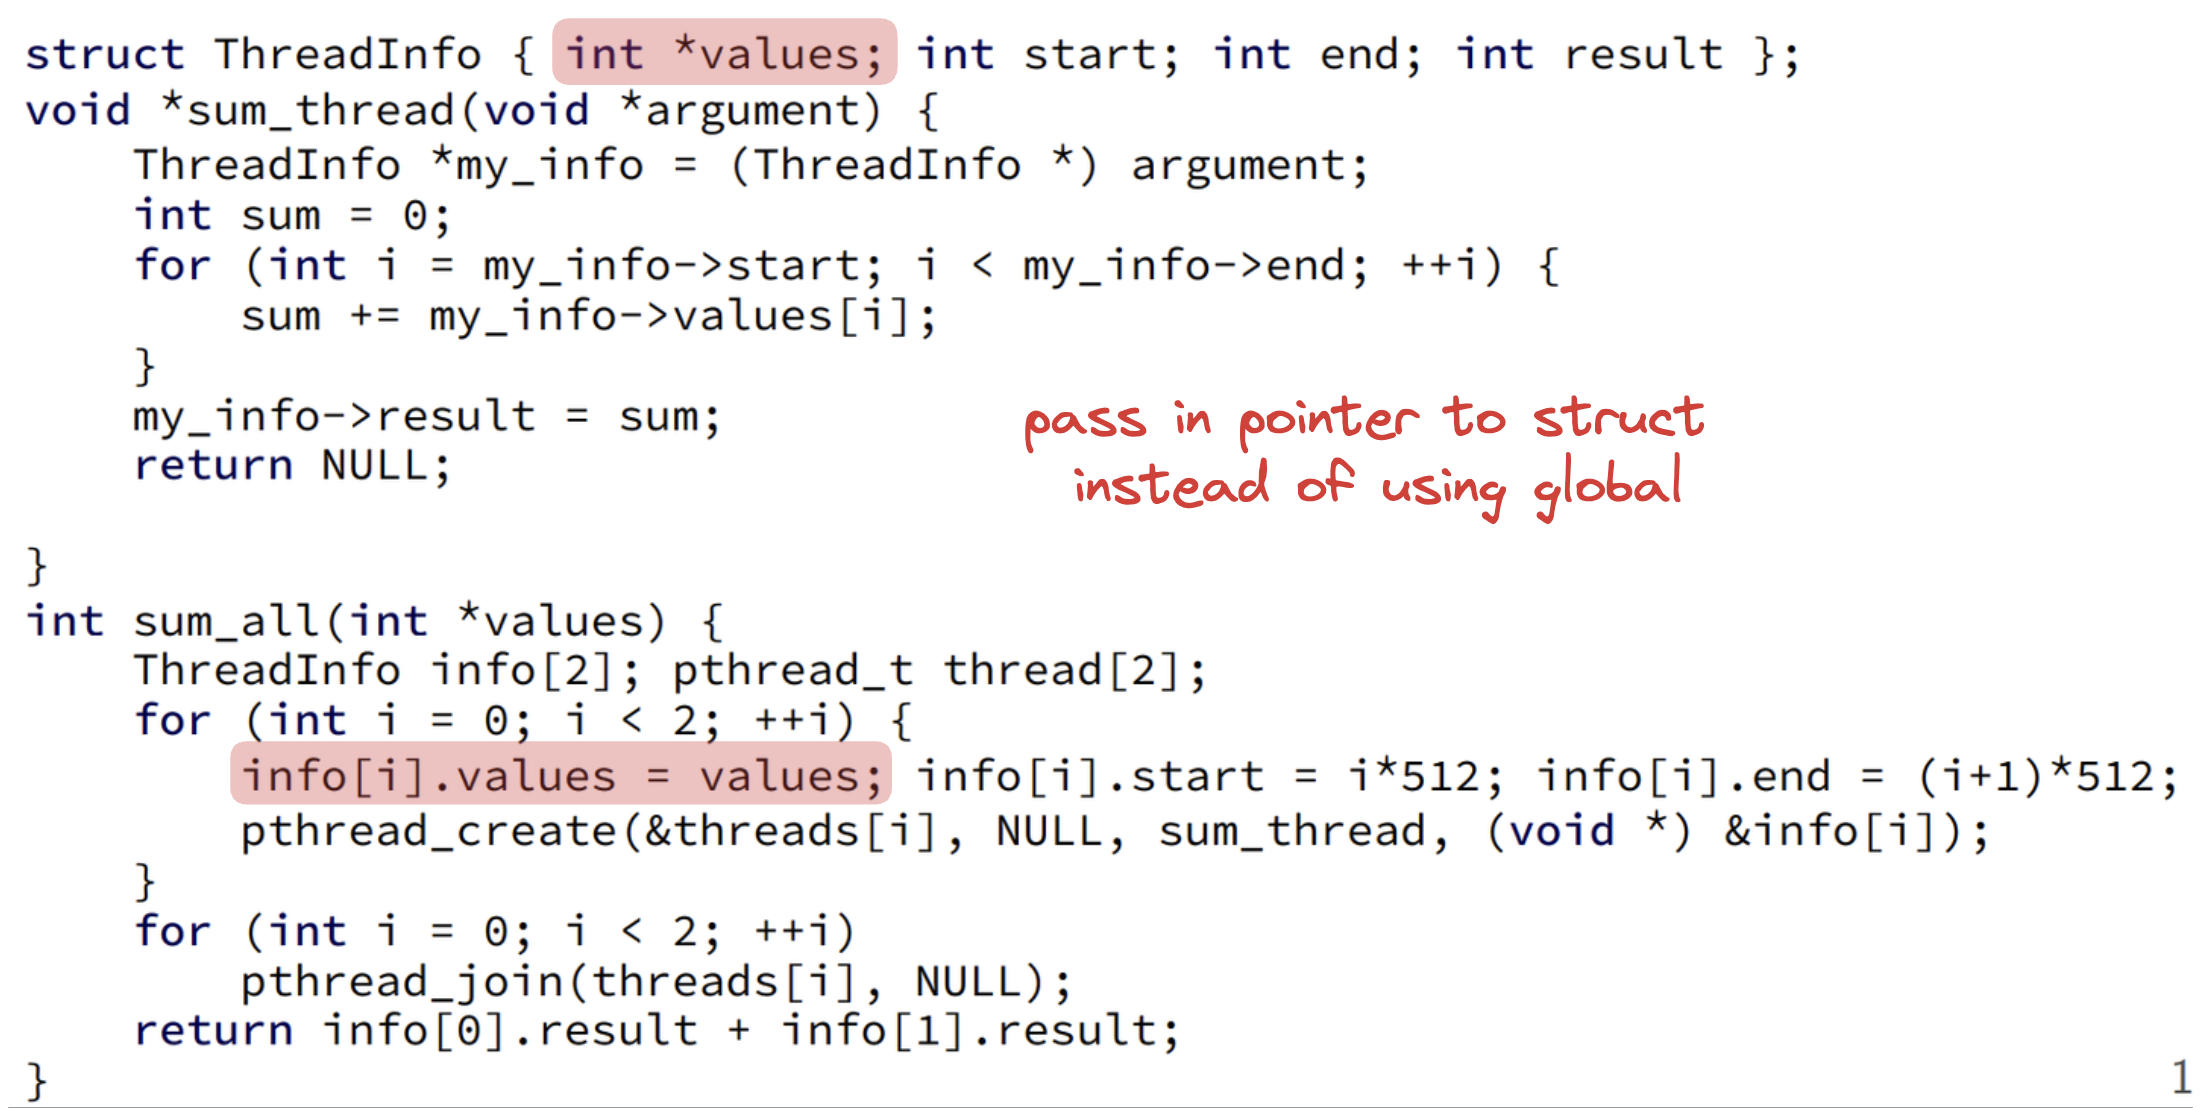 struct ThreadInfo { int *values; int start; int end; int result };
void *sum_thread(void *argument) {
    ThreadInfo *my_info = (ThreadInfo *) argument;
    int sum = 0;
    for (int i = my_info->start; i < my_info->end; ++i) {
        sum += my_info->values[i];
    }
    my_info->result = sum;
    return NULL;
pass in pointer to struct
instead of using global
}
int sum_all(int *values) {
    ThreadInfo info[2]; pthread_t thread[2];
    for (int i = 0; i < 2; ++i) {
        info[i].values = values; info[i].start = i*512; info[i].end = (i+1)*512;
        pthread_create(&threads[i], NULL, sum_thread, (void *) &info[i]);
    }
    for (int i = 0; i < 2; ++i)
        pthread_join(threads[i], NULL);
    return info[0].result + info[1].result;
}
1